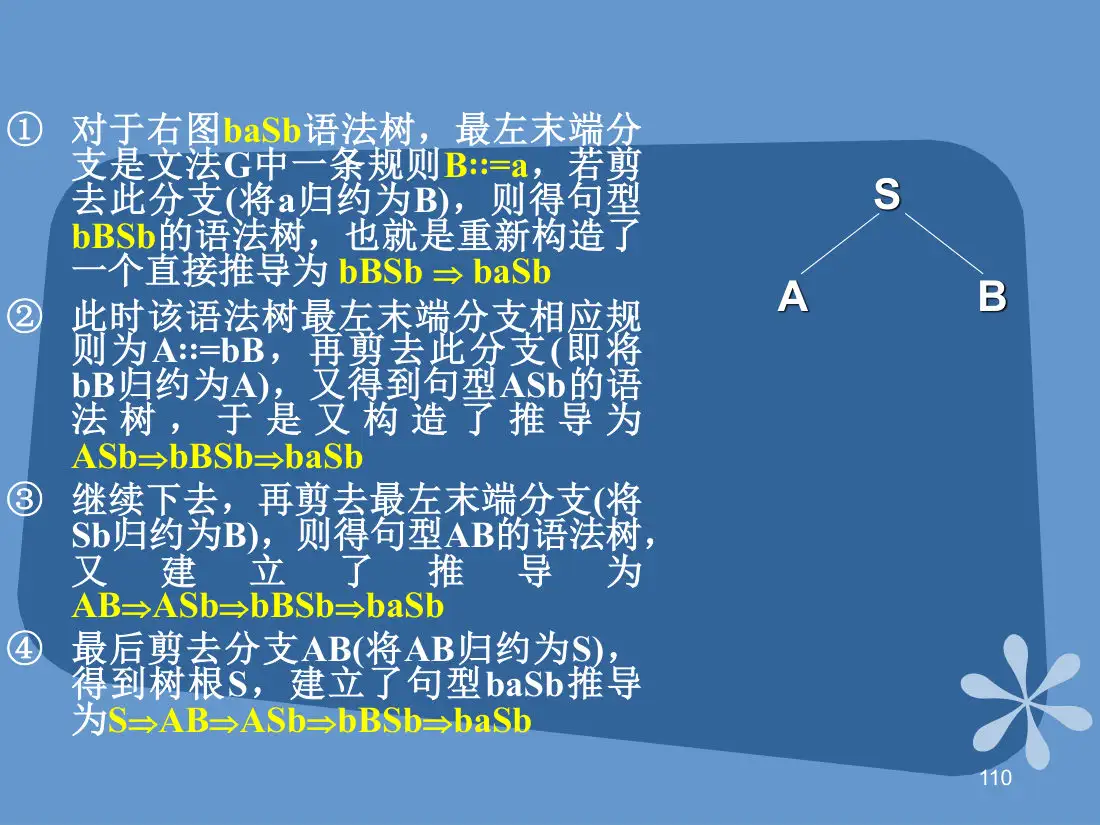 ① 对于右图baSb语法树，最左末端分
支是文法G中一条规则B::=a，若剪
去此分支(将a归约为B)，则得句型
bBSb的语法树，也就是重新构造了
一个直接推导为 bBSb ⇒ baSb
② 此时该语法树最左末端分支相应规
则为A::=bB，再剪去此分支(即将
bB归约为A)，又得到句型ASb的语
法树，于是又构造了推导为
ASb⇒bBSb⇒baSb
③ 继续下去，再剪去最左末端分支(将
Sb归约为B)，则得句型AB的语法树，
又建立了推导为
AB⇒ASb⇒bBSb⇒baSb
④ 最后剪去分支AB(将AB归约为S)，
得到树根S，建立了句型baSb推导
为S⇒AB⇒ASb⇒bBSb⇒baSb
S
A B
110